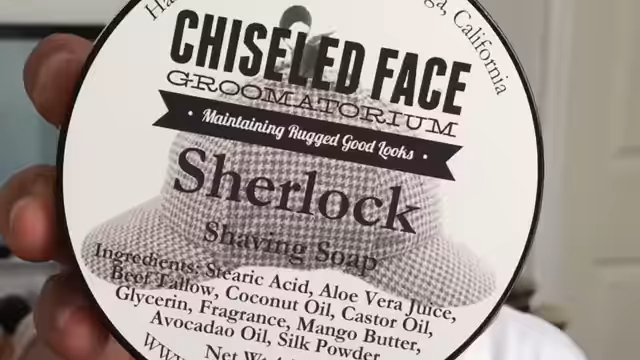 CHISELED FACE
GROOMATORIUM
• Maintaining Rugged Good Looks •
Sherlock
Shaving Soap
Ingredients: Stearic Acid, Aloe Vera Juice,
Beef Tallow, Coconut Oil, Castor Oil,
Glycerin, Fragrance, Mango Butter,
Avocadao Oil, Silk Powder
Net W
California